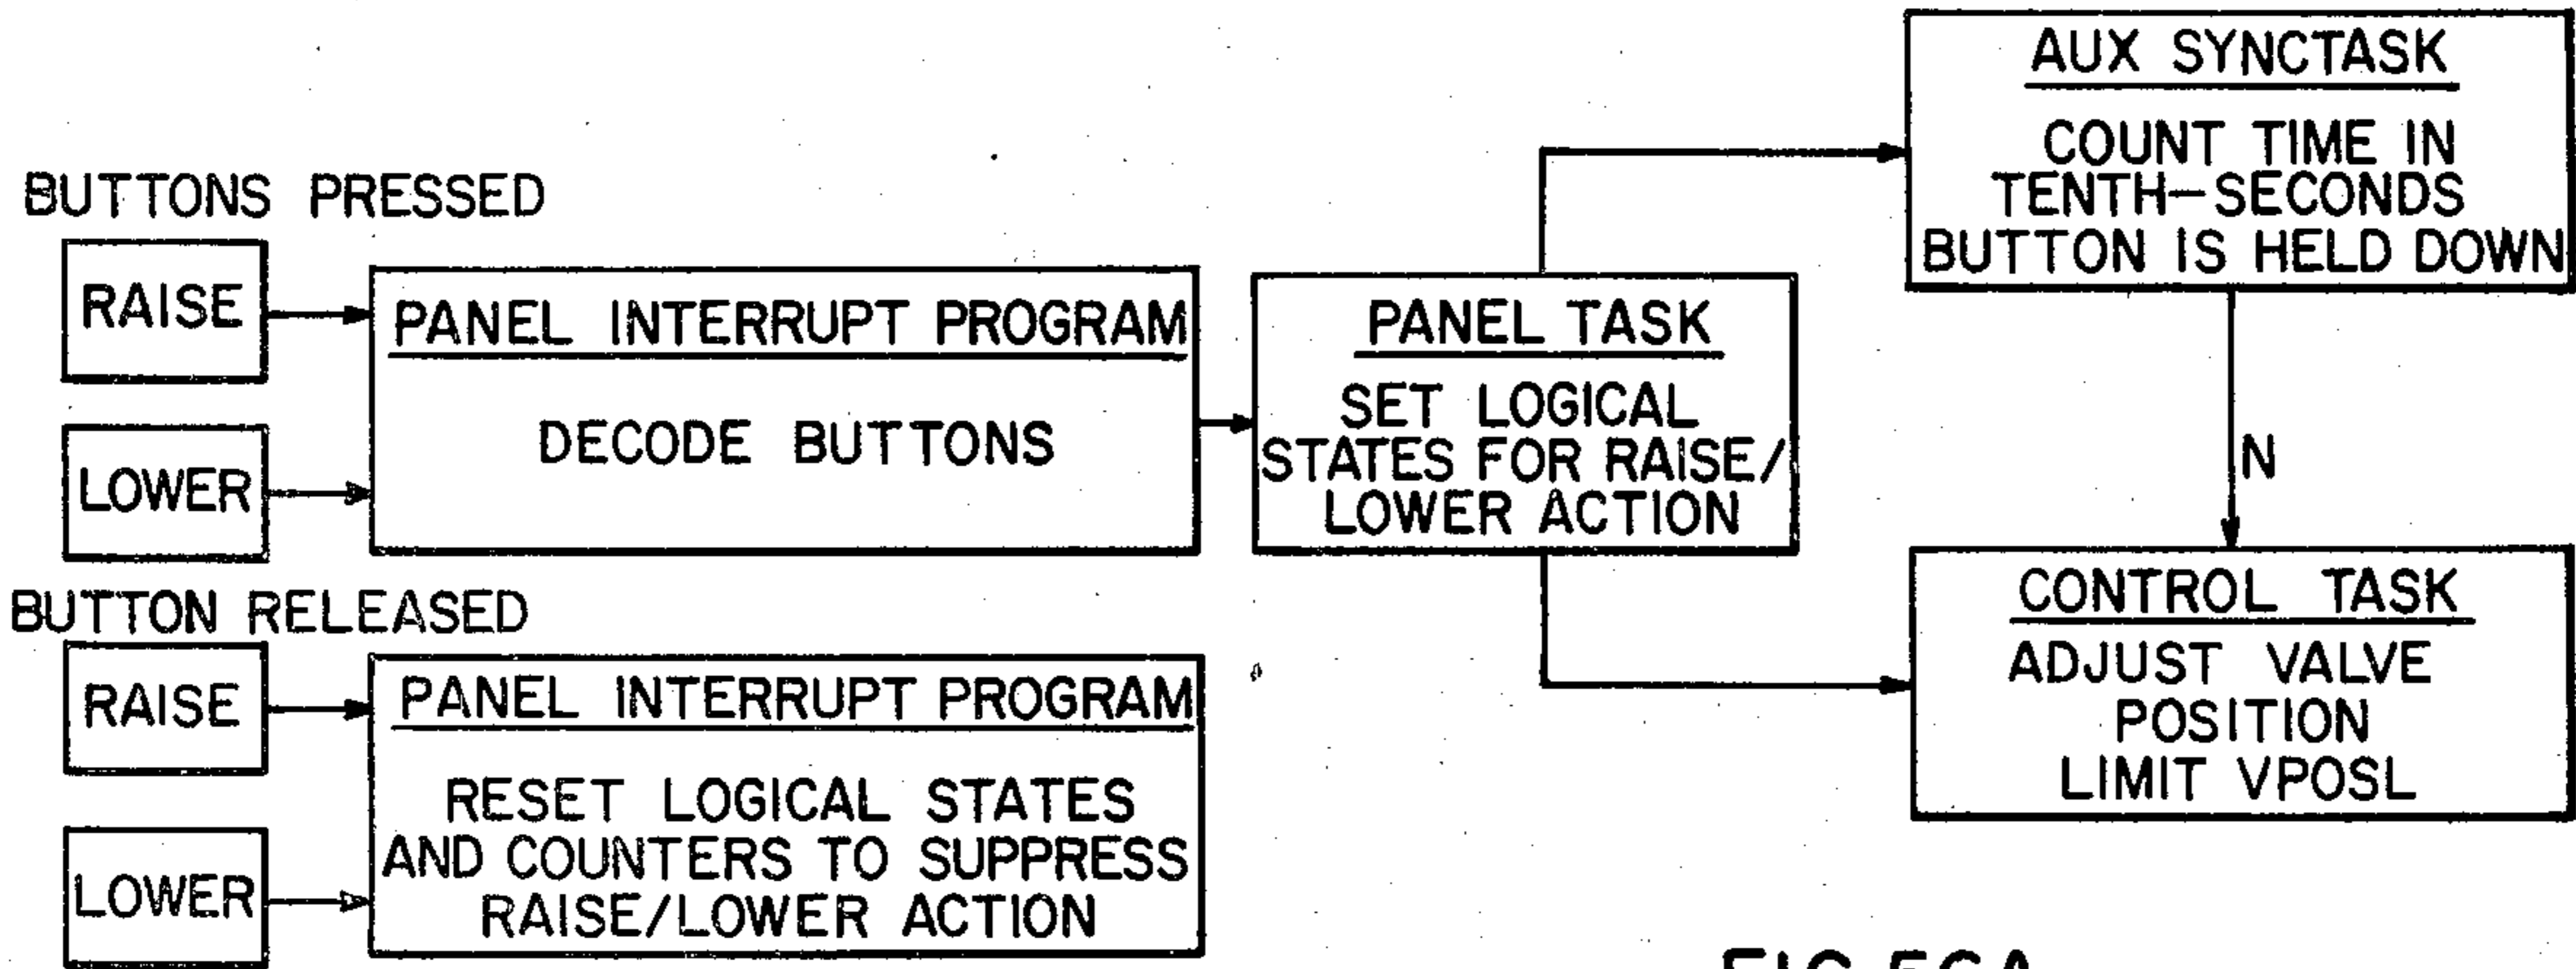 BUTTONS PRESSED
RAISE
LOWER
PANEL INTERRUPT PROGRAM
DECODE BUTTONS
PANEL TASK
SET LOGICAL
STATES FOR RAISE/
LOWER ACTION
AUX SYNCTASK
COUNT TIME IN
TENTH-SECONDS
BUTTON IS HELD DOWN
N
CONTROL TASK
ADJUST VALVE
POSITION
LIMIT VPOSL
BUTTON RELEASED
RAISE
LOWER
PANEL INTERRUPT PROGRAM
RESET LOGICAL STATES
AND COUNTERS TO SUPPRESS
RAISE/LOWER ACTION
FIG.56A